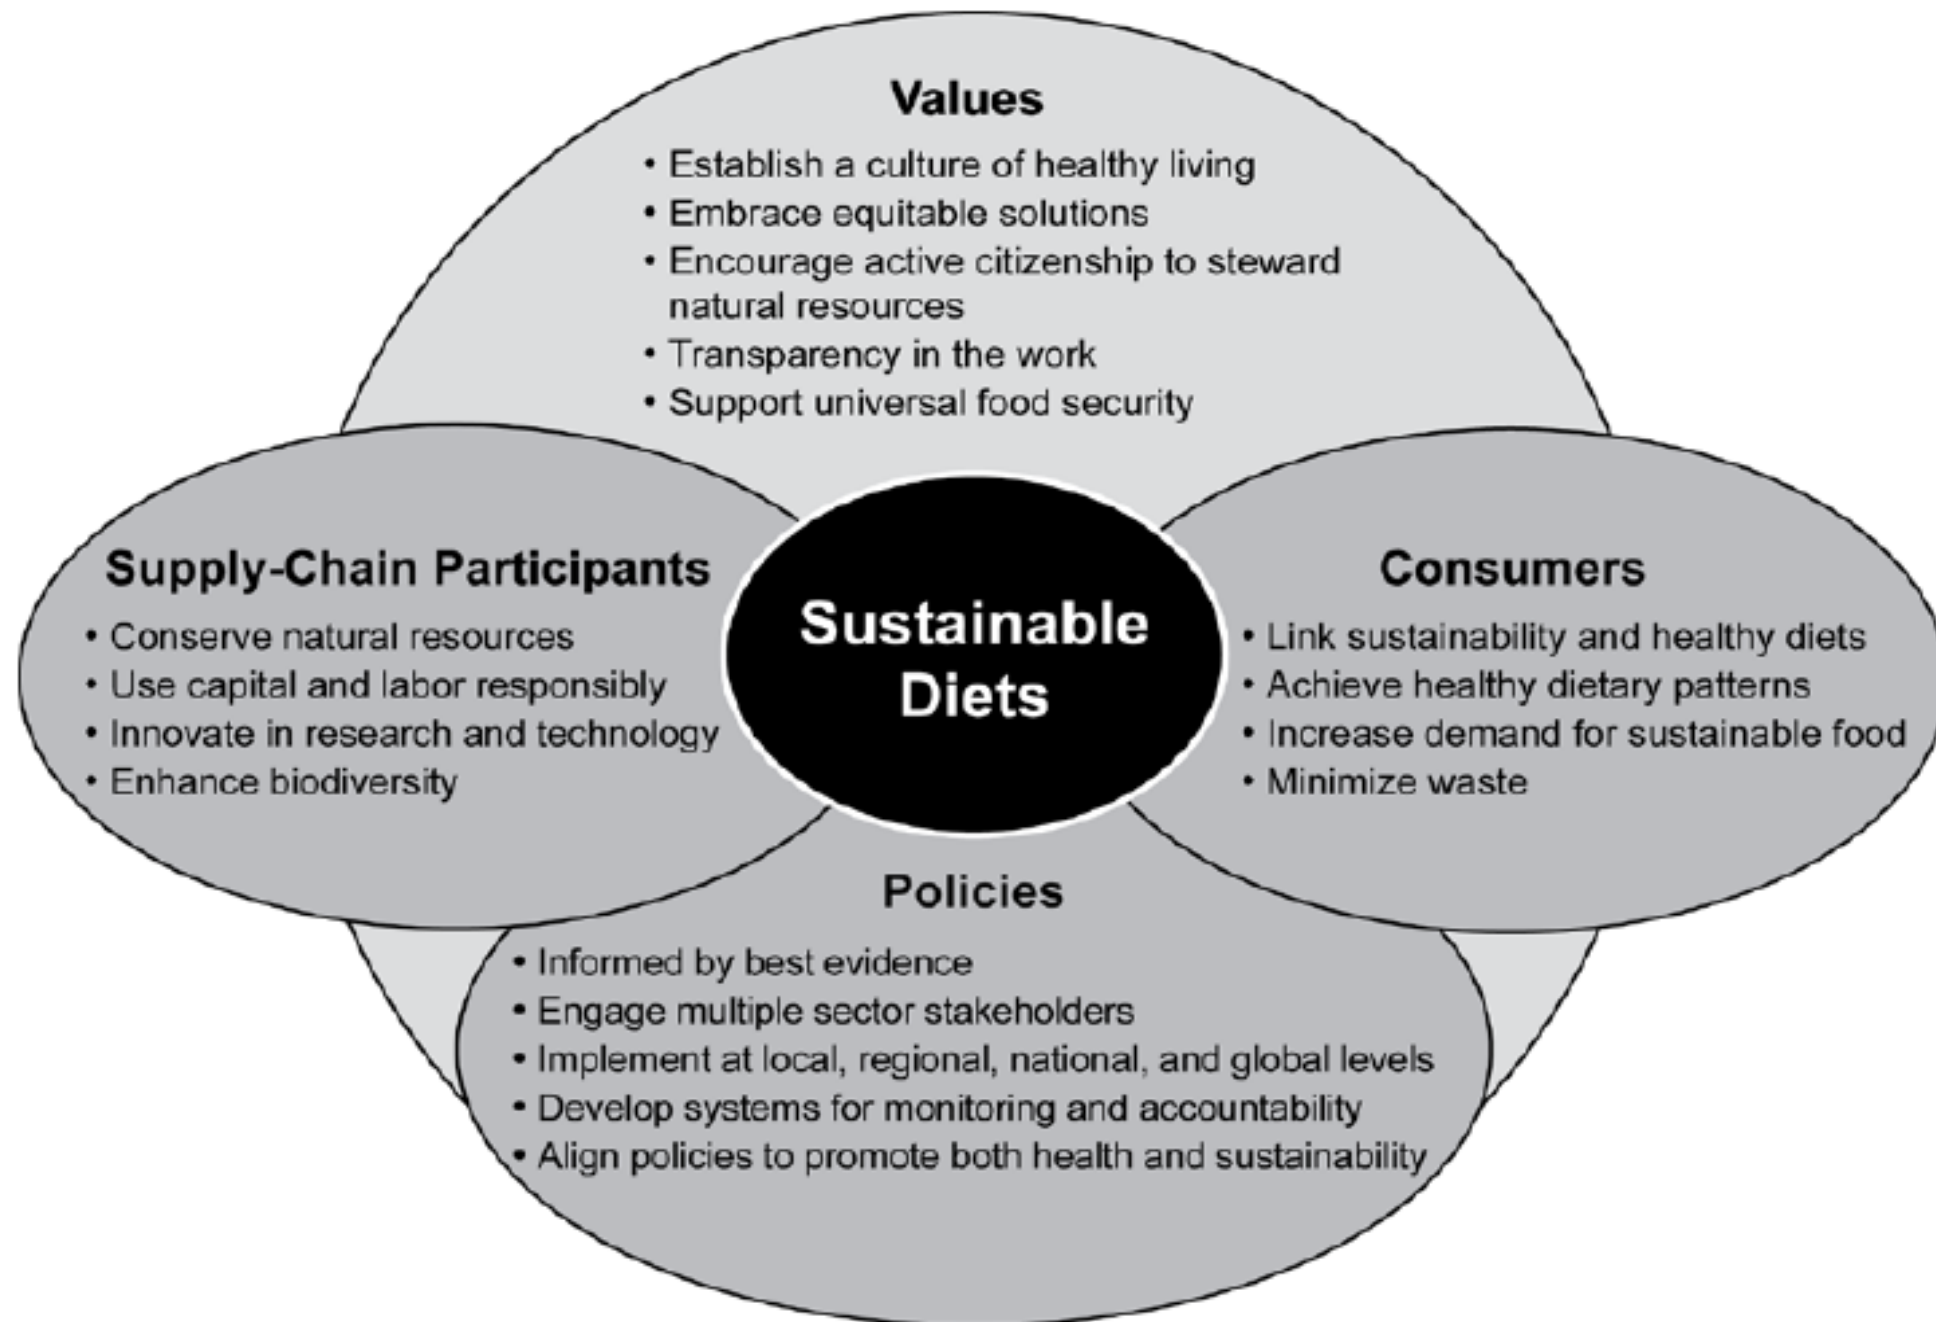 Values
• Establish a culture of healthy living
• Embrace equitable solutions
• Encourage active citizenship to steward
natural resources
• Transparency in the work
• Support universal food security
Supply-Chain Participants
• Conserve natural resources
• Use capital and labor responsibly
• Innovate in research and technology
• Enhance biodiversity
Sustainable
Diets
Consumers
• Link sustainability and healthy diets
• Achieve healthy dietary patterns
• Increase demand for sustainable food
• Minimize waste
Policies
• Informed by best evidence
• Engage multiple sector stakeholders
• Implement at local, regional, national, and global levels
• Develop systems for monitoring and accountability
• Align policies to promote both health and sustainability